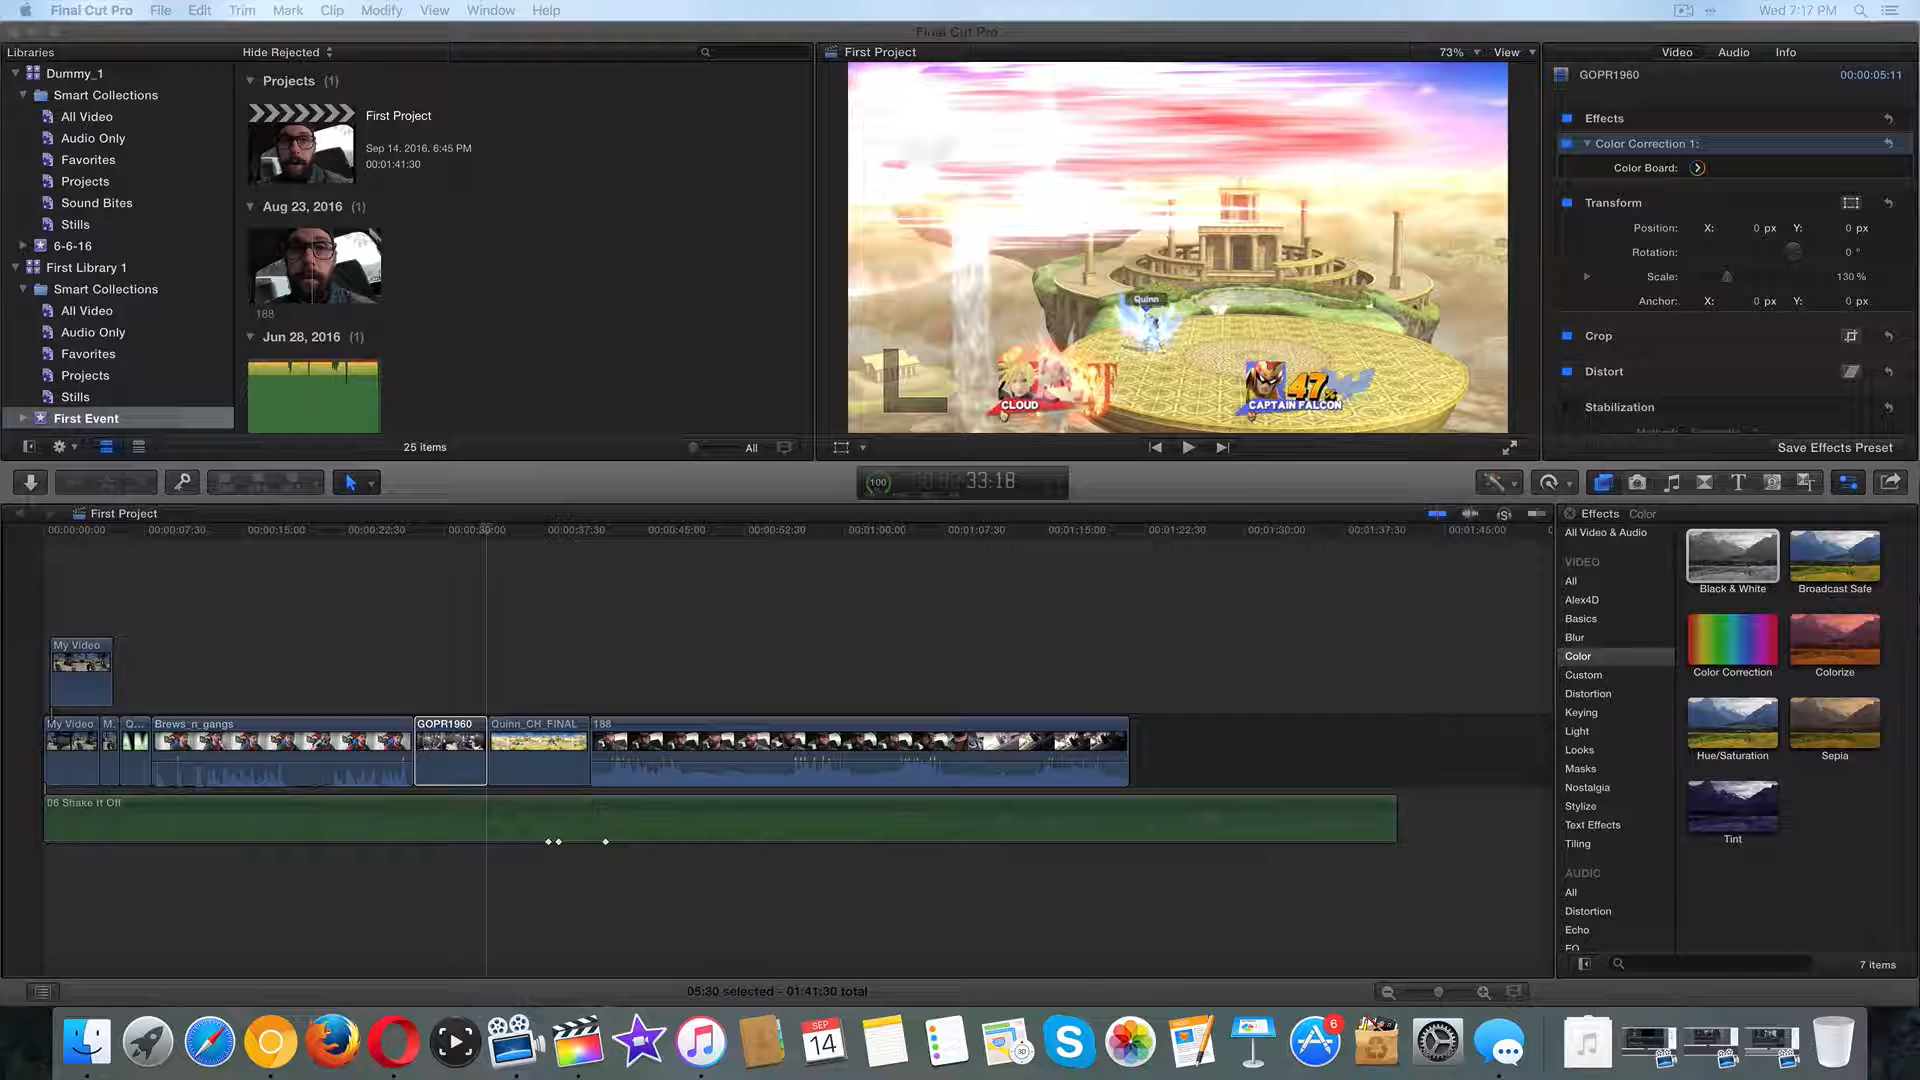 Final Cut Pro File Edit Trim Mark Clip Modify View Window Help Wed 7:17 PM
Final Cut Pro
Libraries
Hide Rejected
First Project
73% View
Video Audio Info
Dummy_1
Smart Collections
All Video
Audio Only
Favorites
Projects
Sound Bites
Stills
6-6-16
First Library 1
Smart Collections
All Video
Audio Only
Favorites
Projects
Stills
First Event
Projects (1)
First Project
Sep 14, 2016, 6:45 PM
00:01:41:30
Aug 23, 2016 (1)
188
Jun 28, 2016 (1)
25 items
All
Quinn
CLOUD
47%
CAPTAIN FALCON
GOPR1960 00:00:05:11
Effects
Color Correction 1:
Color Board:
Transform
Position: X: 0 px Y: 0 px
Rotation: 0 °
Scale: 130 %
Anchor: X: 0 px Y: 0 px
Crop
Distort
Stabilization
Save Effects Preset
100
33:18
First Project
00:00:00:00 00:00:07:30 00:00:15:00 00:00:22:30 00:00:30:00 00:00:37:30 00:00:45:00 00:00:52:30 00:01:00:00 00:01:07:30 00:01:15:00 00:01:22:30 00:01:30:00 00:01:37:30 00:01:45:00
My Video
My Video M. Q... Brews_n_gangs GOPR1960 Quinn_CH_FINAL 188
06 Shake It Off
Effects Color
All Video & Audio
VIDEO
All
Alex4D
Basics
Blur
Color
Custom
Distortion
Keying
Light
Looks
Masks
Nostalgia
Stylize
Text Effects
Tiling
AUDIO
All
Distortion
Echo
EQ
Black & White Broadcast Safe
Color Correction Colorize
Hue/Saturation Sepia
Tint
7 items
05:30 selected - 01:41:30 total
SEP
14
3D
S
6